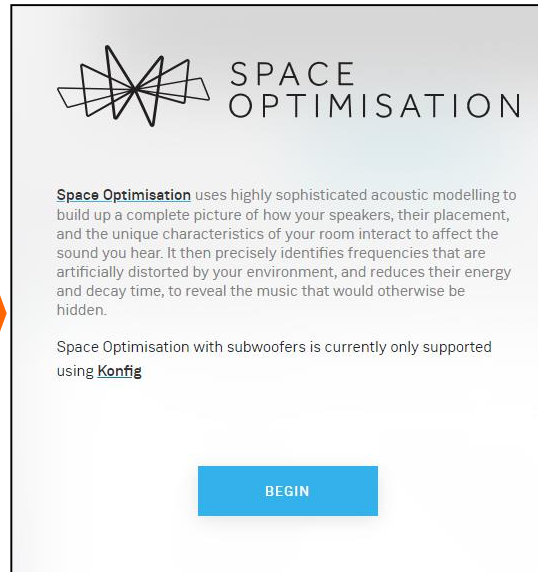 SPACE
OPTIMISATION
Space Optimisation uses highly sophisticated acoustic modelling to
build up a complete picture of how your speakers, their placement,
and the unique characteristics of your room interact to affect the
sound you hear. It then precisely identifies frequencies that are
artificially distorted by your environment, and reduces their energy
and decay time, to reveal the music that would otherwise be
hidden.
Space Optimisation with subwoofers is currently only supported
using Konfig
BEGIN